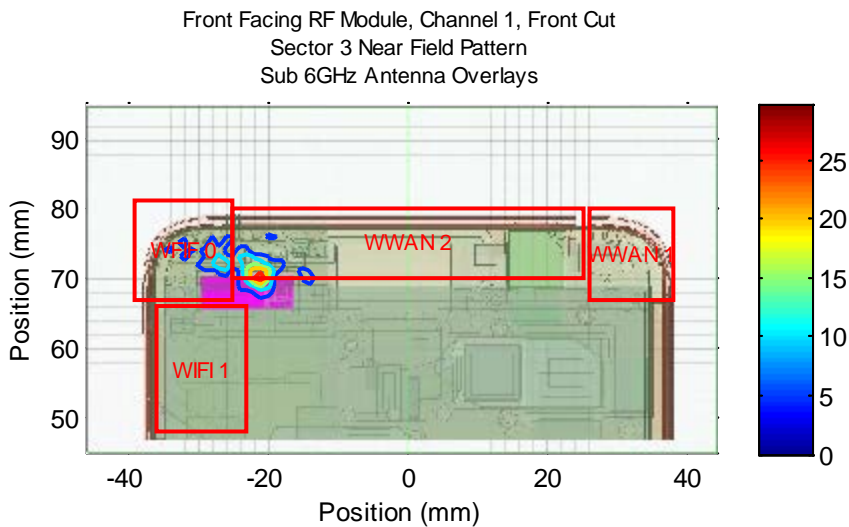 Front Facing RF Module, Channel 1, Front Cut
Sector 3 Near Field Pattern
Sub 6GHz Antenna Overlays
90
80
70
60
50
Position (mm)
WIFI 0
WWAN 2
WWAN 1
WIFI 1
-40
-20
0
20
40
Position (mm)
25
20
15
10
5
0